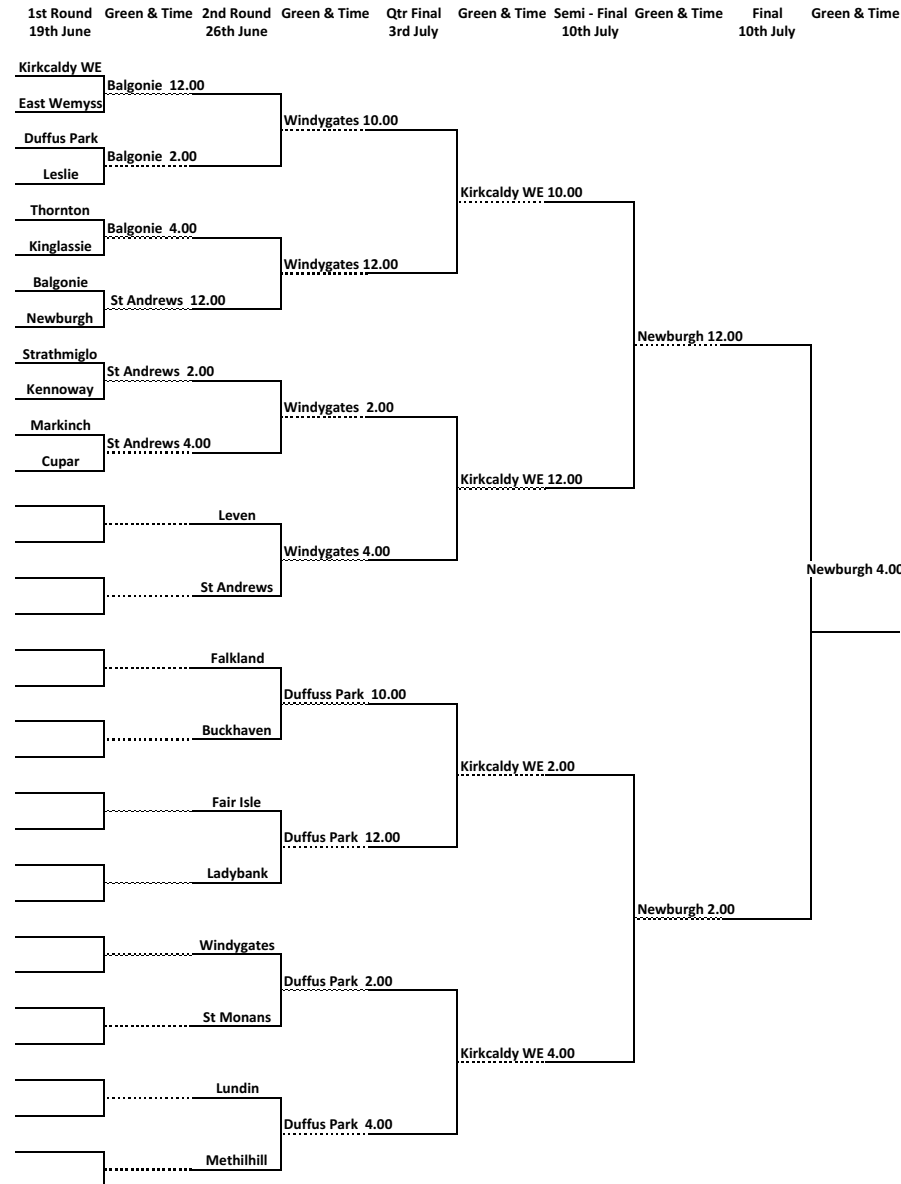 1st Round Green & Time 2nd Round Green & Time Qtr Final Green & Time Semi - Final Green & Time Final Green & Time
19th June 26th June 3rd July 10th July 10th July
Kirkcaldy WE
Balgonie 12.00
East Wemyss
Windygates 10.00
Duffus Park
Balgonie 2.00
Leslie
Kirkcaldy WE 10.00
Thornton
Balgonie 4.00
Kinglassie
Windygates 12.00
Balgonie
St Andrews 12.00
Newburgh
Newburgh 12.00
Strathmiglo
St Andrews 2.00
Kennoway
Windygates 2.00
Markinch
St Andrews 4.00
Cupar
Kirkcaldy WE 12.00
Leven
Windygates 4.00
Newburgh 4.00
St Andrews
Falkland
Duffuss Park 10.00
Buckhaven
Kirkcaldy WE 2.00
Fair Isle
Duffus Park 12.00
Ladybank
Newburgh 2.00
Windygates
Duffus Park 2.00
St Monans
Kirkcaldy WE 4.00
Lundin
Duffus Park 4.00
Methilhill